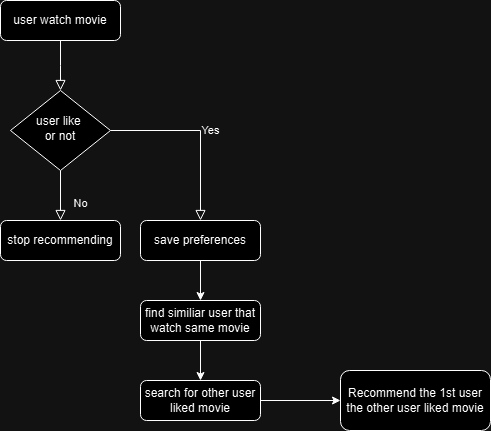 user watch movie
user like
or not
Yes
No
stop recommending
save preferences
find similiar user that
watch same movie
search for other user
liked movie
Recommend the 1st user
the other user liked movie